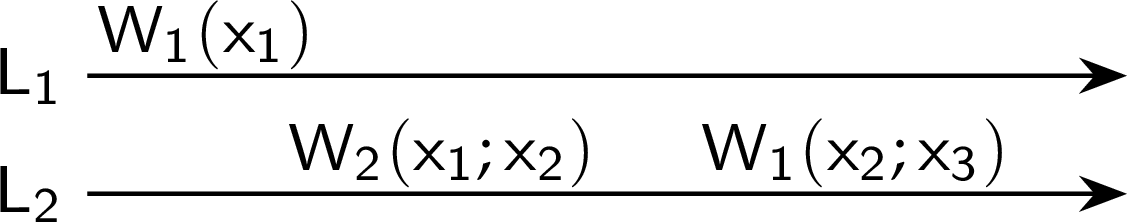 W₁(x₁)
L₁
W₂(x₁;x₂) W₁(x₂;x₃)
L₂